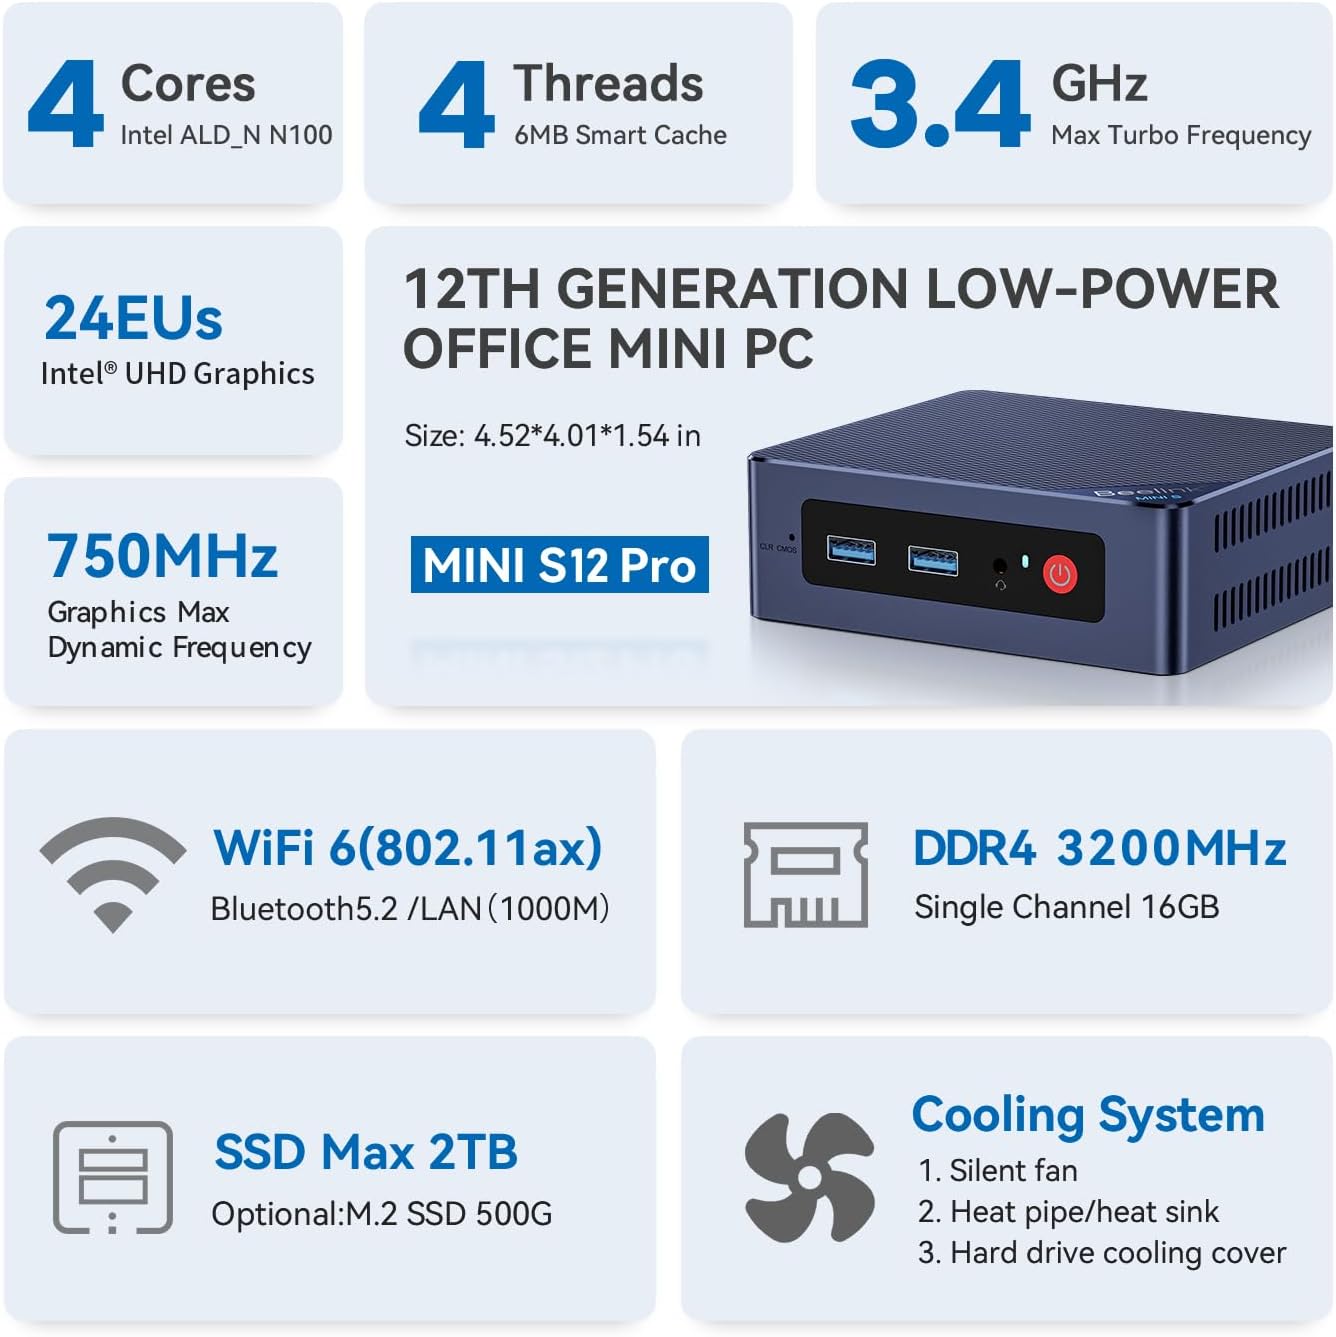 4 Cores
Intel ALD_N N100
4 Threads
6MB Smart Cache
3.4 GHz
Max Turbo Frequency
24EUs
Intel® UHD Graphics
750MHz
Graphics Max
Dynamic Frequency
12TH GENERATION LOW-POWER
OFFICE MINI PC
Size: 4.52*4.01*1.54 in
MINI S12 Pro
Beelink
MINI S
CLR CMOS
WiFi 6(802.11ax)
Bluetooth5.2 /LAN(1000M)
DDR4 3200MHz
Single Channel 16GB
SSD Max 2TB
Optional:M.2 SSD 500G
Cooling System
1. Silent fan
2. Heat pipe/heat sink
3. Hard drive cooling cover